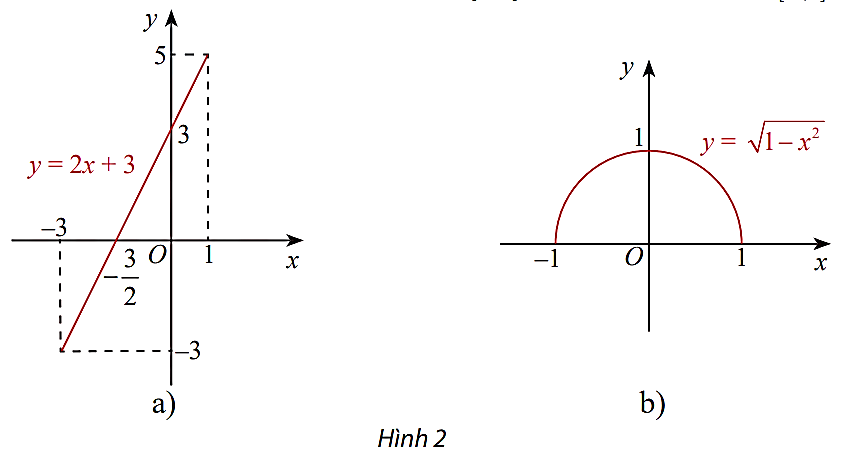 y
5
3
y = 2x + 3
–3
O
1
x
–3/2
–3
a)
y
1
y = √(1 – x²)
–1
O
1
x
b)
Hình 2